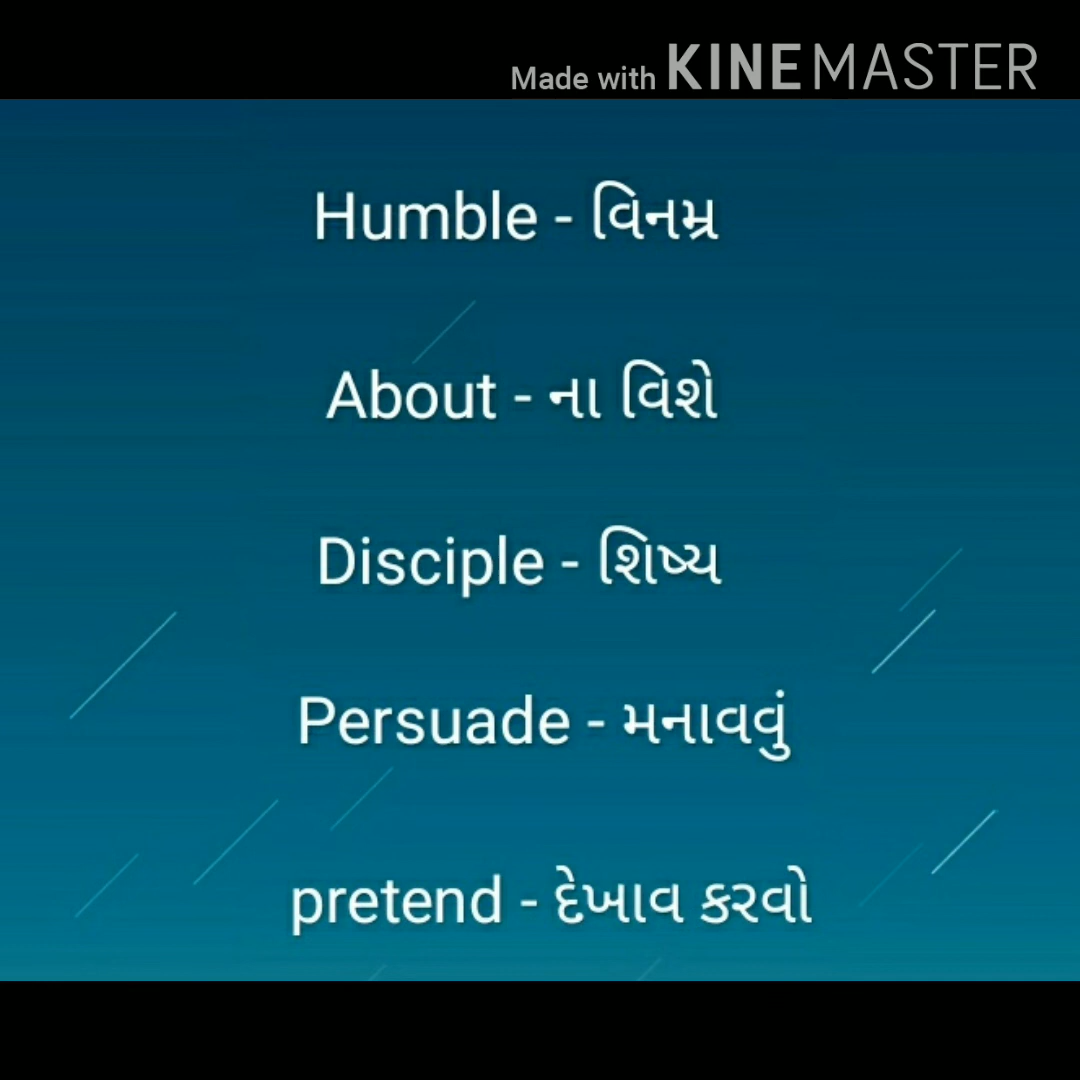 Made with KINEMASTER
Humble - વિનમ્ર
About - ના વિશે
Disciple - શિષ્ય
Persuade - મનાવવું
pretend - દેખાવ કરવો